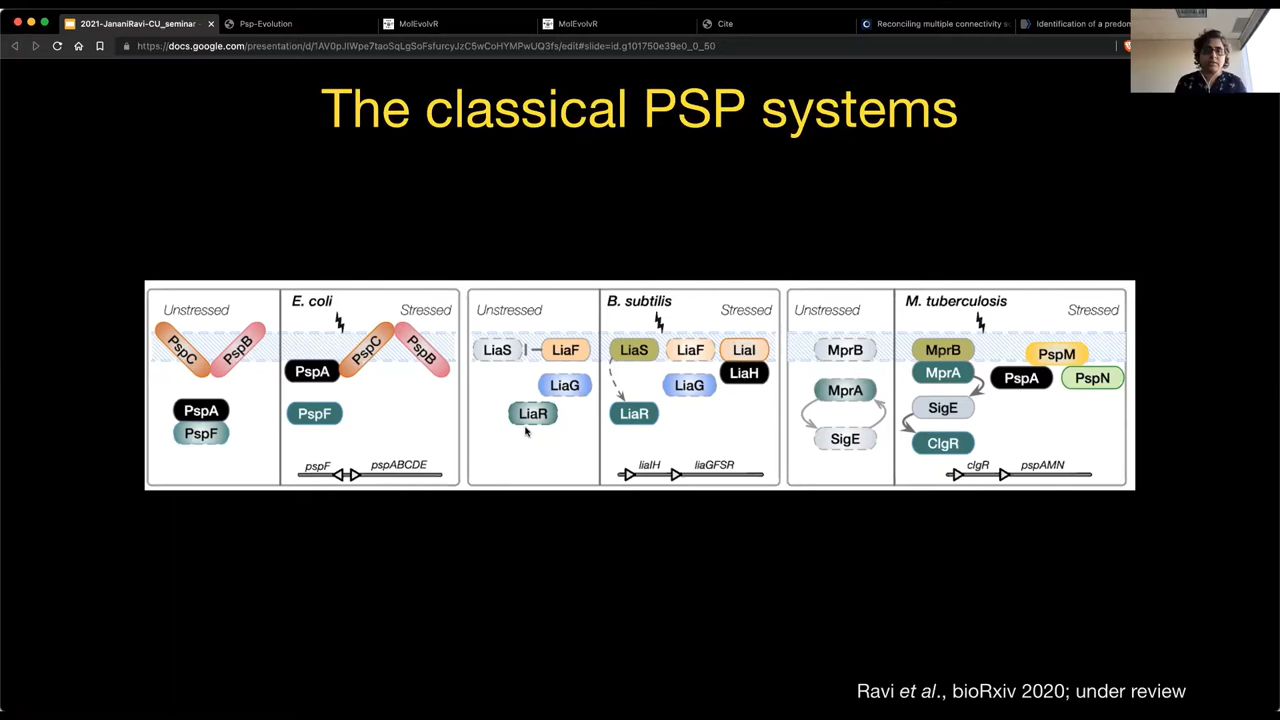 2021-JananiRavi-CU_seminar
Psp-Evolution
MolEvolvR
MolEvolvR
Cite
Reconciling multiple connectivity sc
Identification of a predom
https://docs.google.com/presentation/d/1AV0pJIWpe7taoSqLgSoFsfurcyJzC5wCoHYMPwUQ3fs/edit#slide=id.g101750e39e0_0_50
The classical PSP systems
Unstressed
E. coli
Stressed
PspC
PspB
PspA
PspF
PspC
PspB
PspA
PspF
pspF
pspABCDE
Unstressed
B. subtilis
Stressed
LiaS
LiaF
LiaG
LiaR
LiaS
LiaF
LiaI
LiaH
LiaG
LiaR
liaIH
liaGFSR
Unstressed
M. tuberculosis
Stressed
MprB
MprA
SigE
MprB
MprA
SigE
ClgR
PspM
PspA
PspN
clgR
pspAMN
Ravi et al., bioRxiv 2020; under review